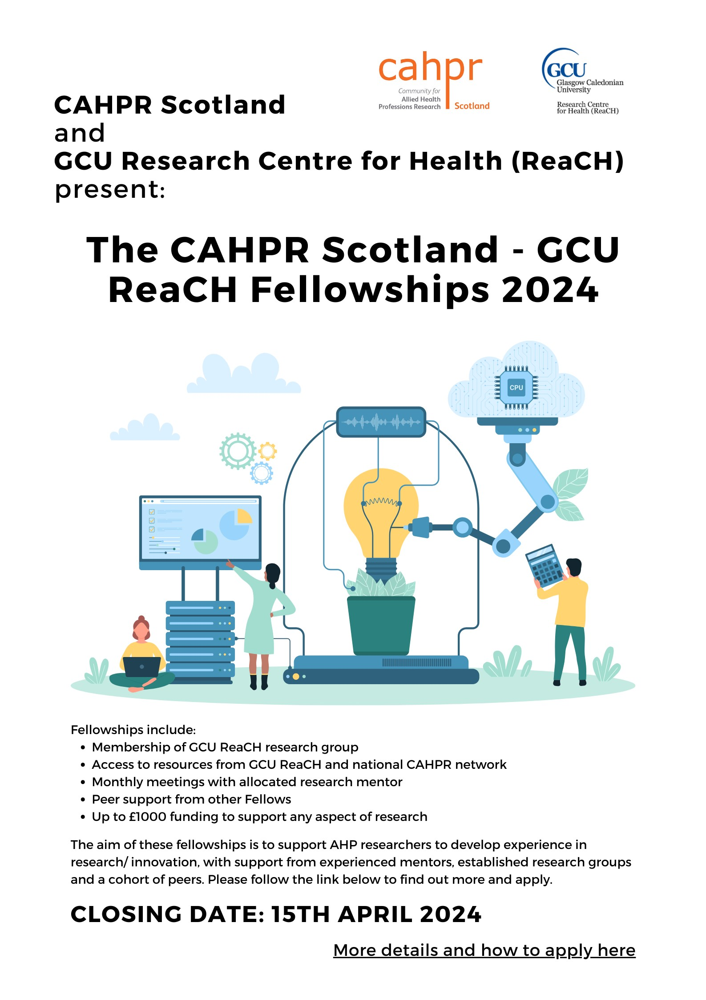 cahpr
Community for
Allied Health
Professions Research
Scotland
GCU
Glasgow Caledonian
University
Research Centre
for Health (ReaCH)
CAHPR Scotland
and
GCU Research Centre for Health (ReaCH)
present:
The CAHPR Scotland - GCU
ReaCH Fellowships 2024
CPU
Fellowships include:
• Membership of GCU ReaCH research group
• Access to resources from GCU ReaCH and national CAHPR network
• Monthly meetings with allocated research mentor
• Peer support from other Fellows
• Up to £1000 funding to support any aspect of research
The aim of these fellowships is to support AHP researchers to develop experience in
research/ innovation, with support from experienced mentors, established research groups
and a cohort of peers. Please follow the link below to find out more and apply.
CLOSING DATE: 15TH APRIL 2024
More details and how to apply here